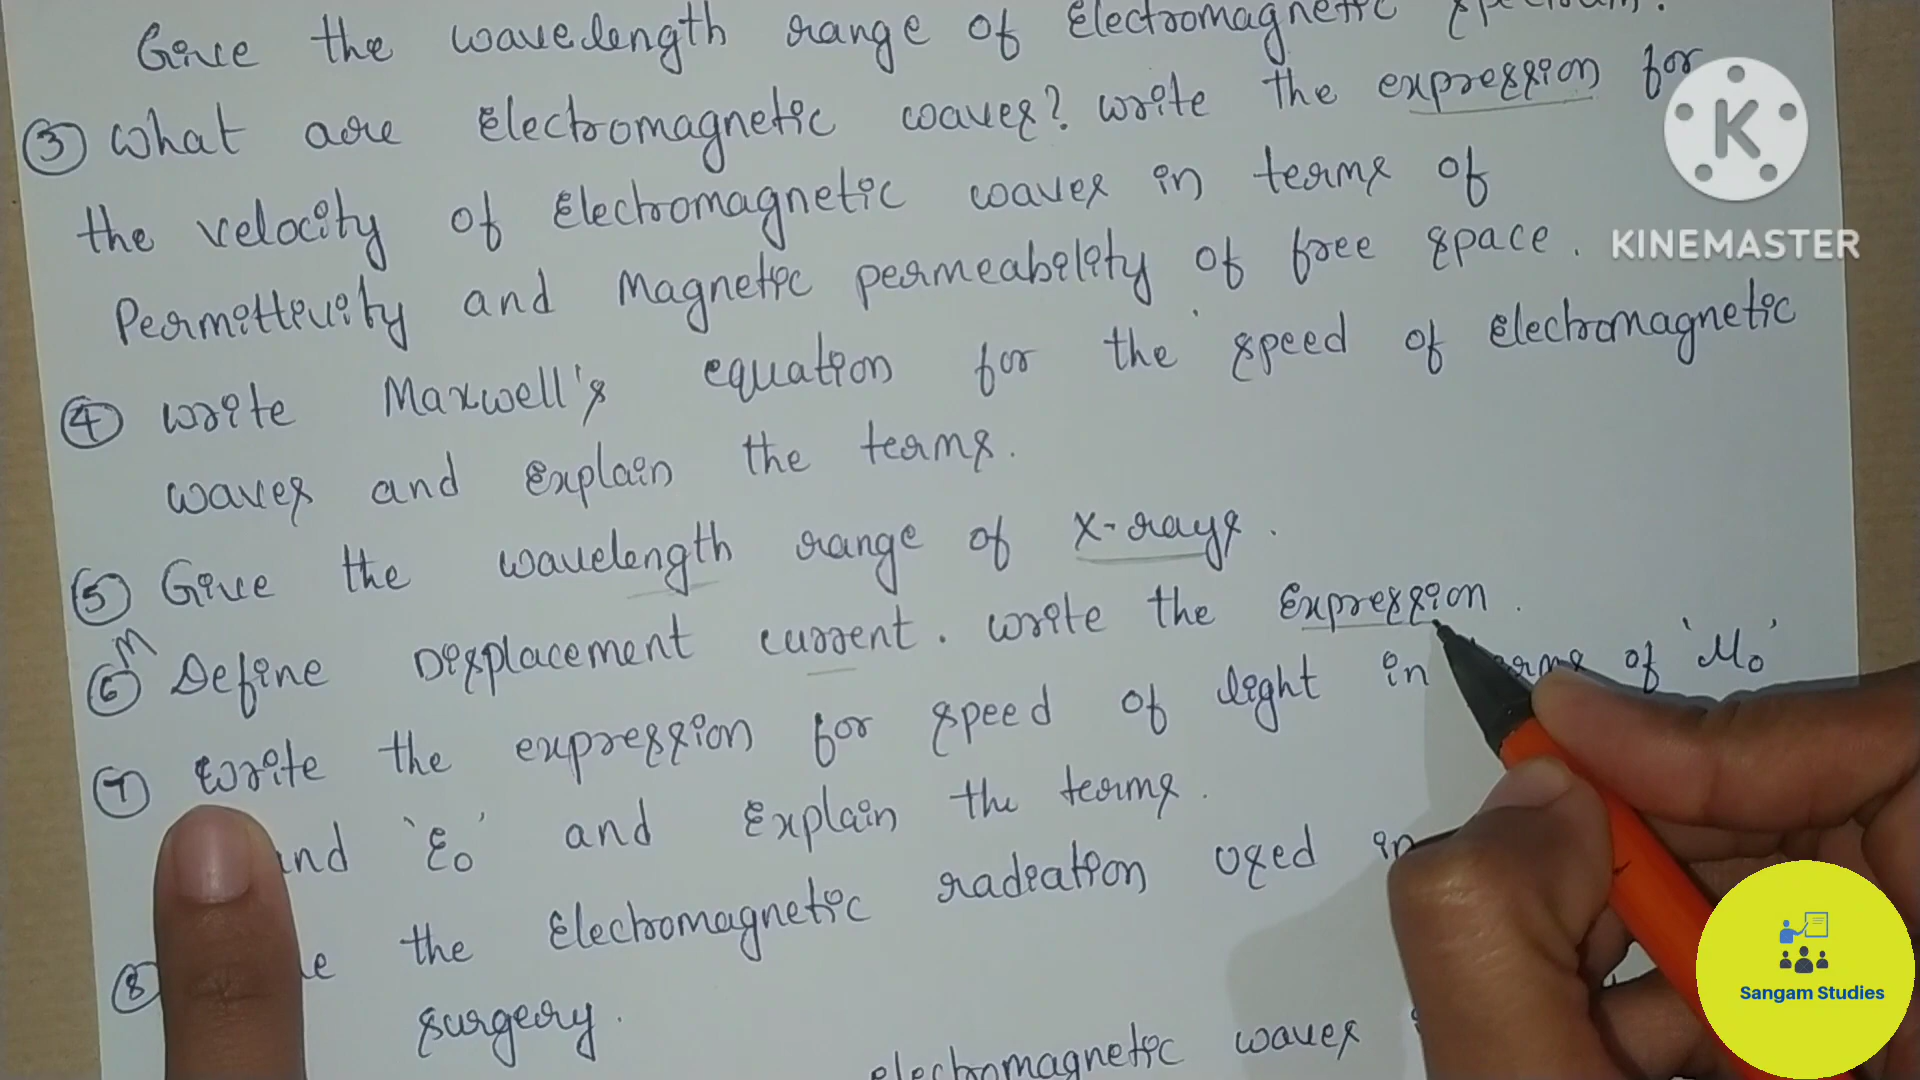 Give the wavelength range of Electromagnetic spectrum.
③ What are Electromagnetic waves? Write the expression for
the velocity of Electromagnetic waves in terms of
Permittivity and Magnetic permeability of free space.
KINEMASTER
④ Write Maxwell's equation for the speed of Electromagnetic
waves and Explain the terms.
⑤ Give the wavelength range of X-rays.
M
⑥ Define Displacement current. Write the Expression.
⑦ Write the expression for speed of light in terms of 'μ₀'
and 'ε₀' and Explain the terms.
⑧ the Electromagnetic radiation used in
surgery.
electromagnetic waves
Sangam Studies